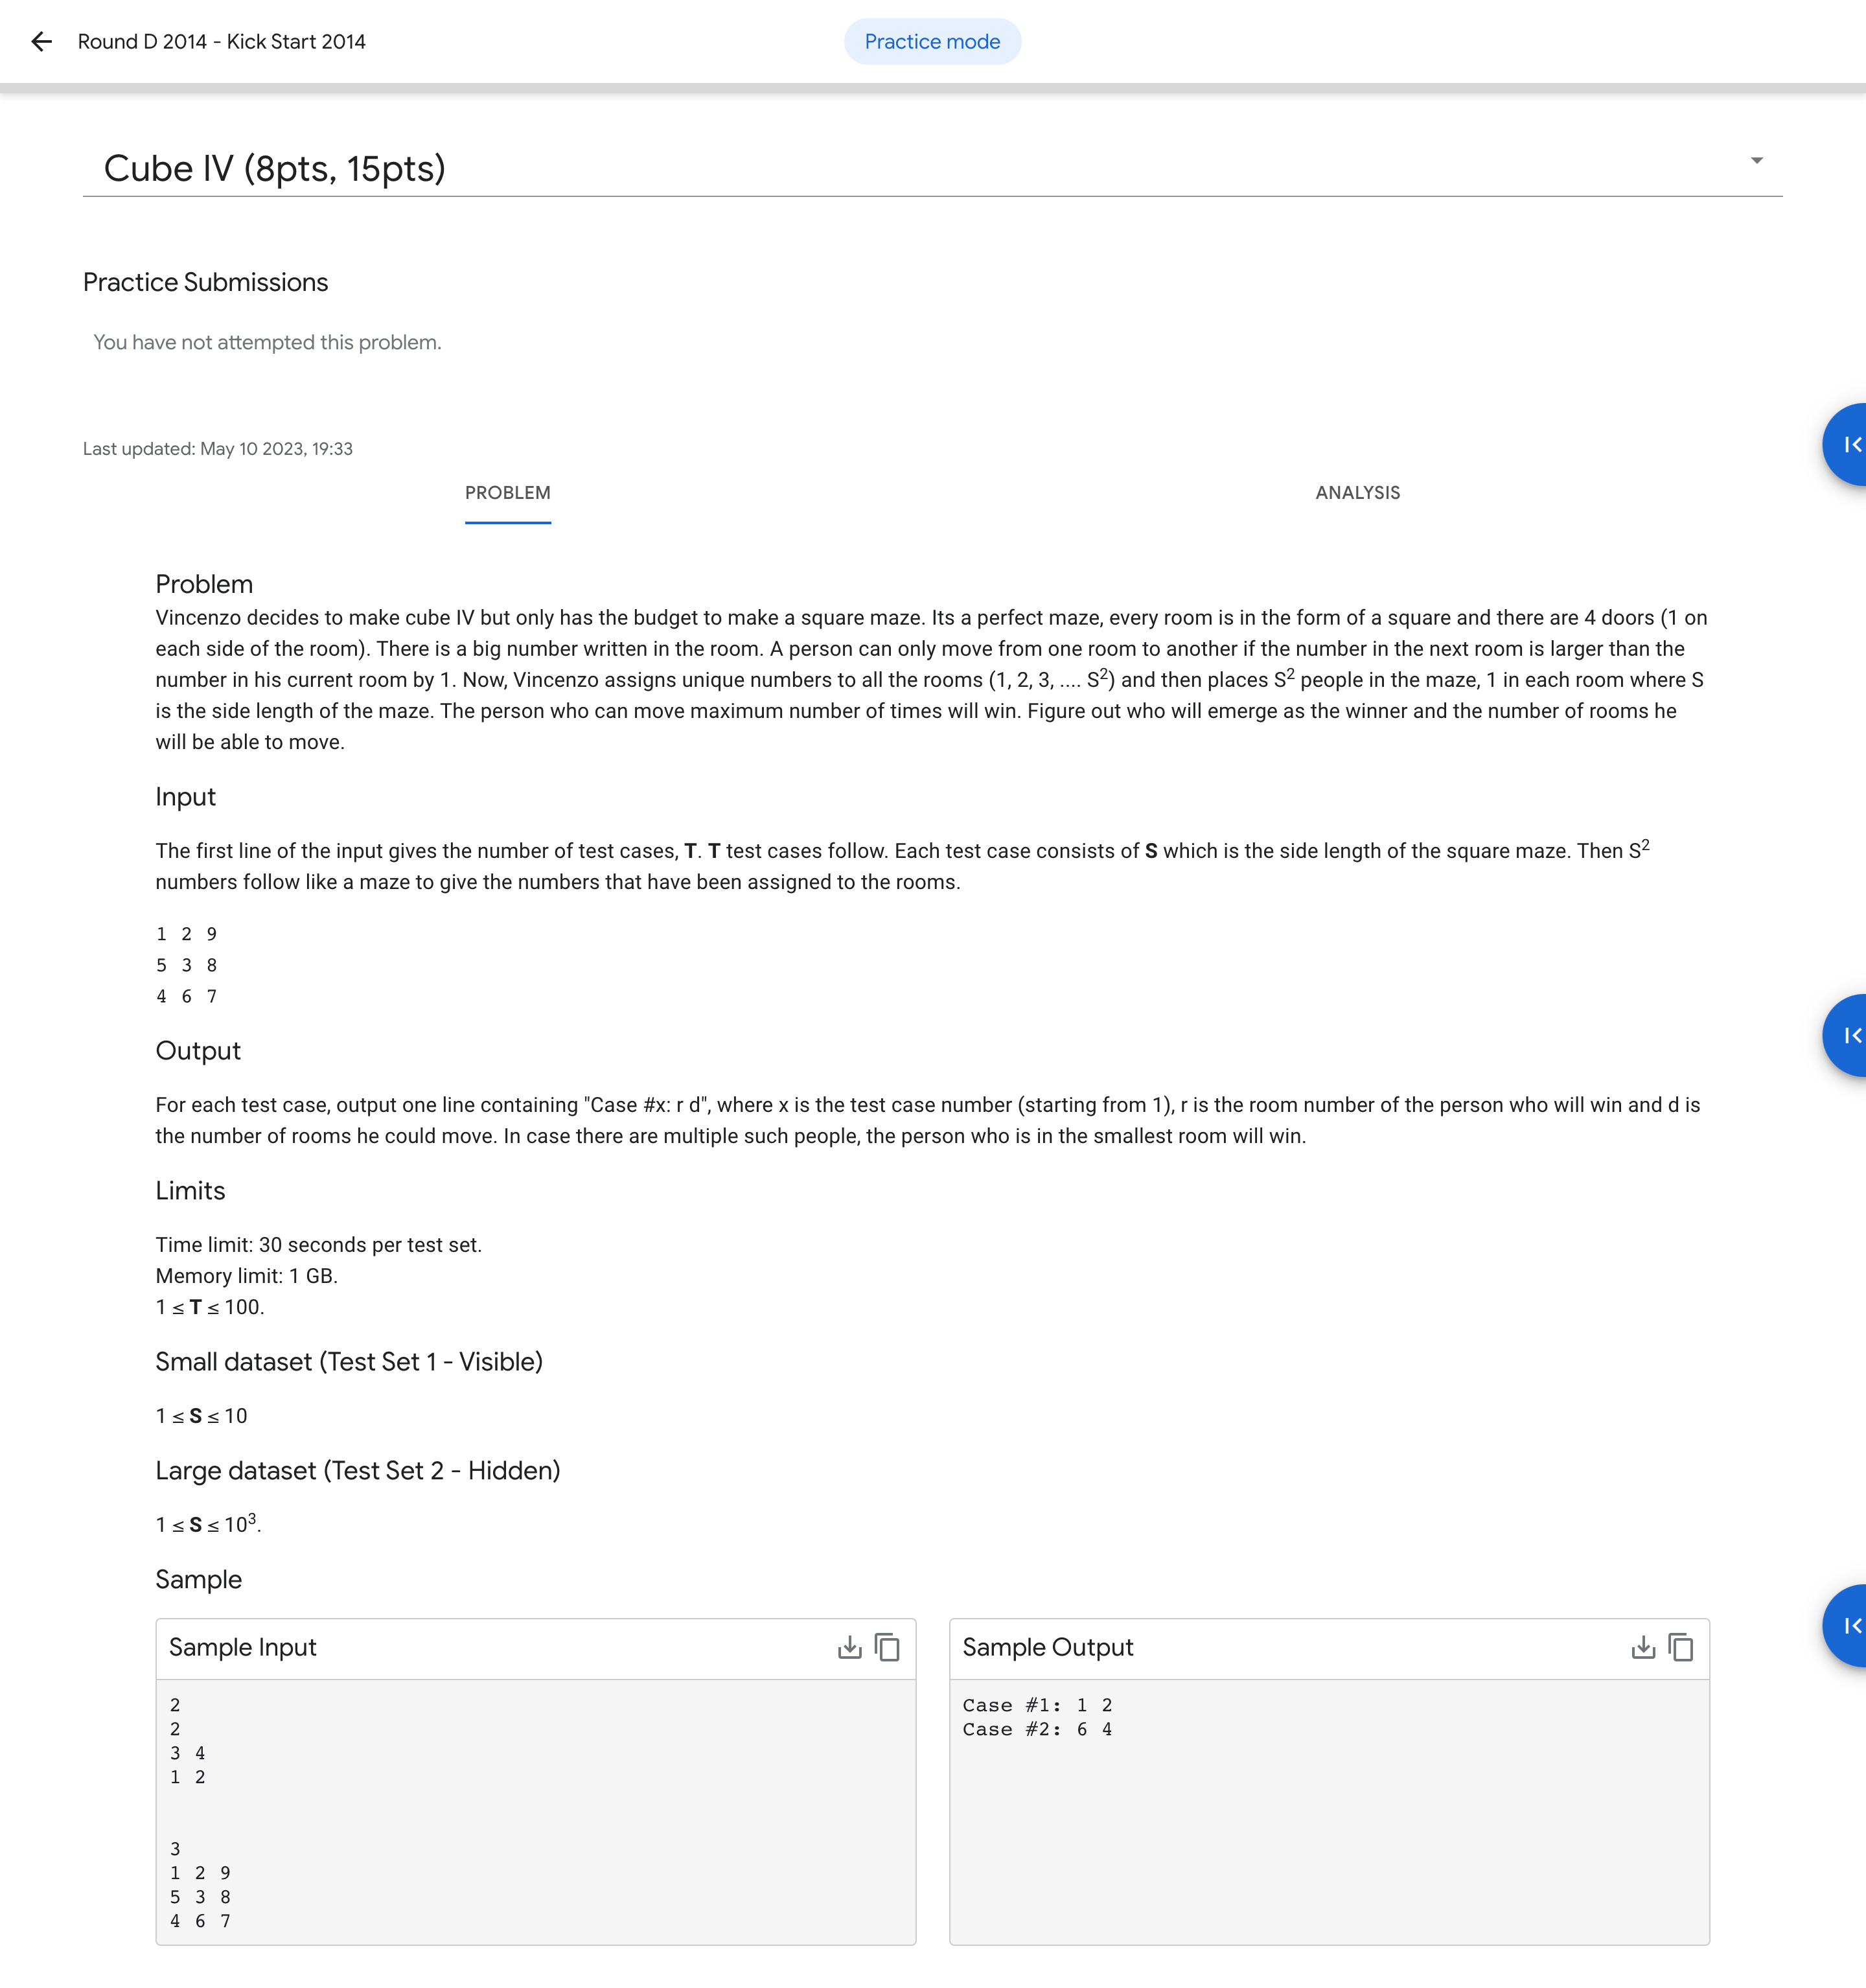 Round D 2014 - Kick Start 2014
Practice mode
Cube IV (8pts, 15pts)
Practice Submissions
You have not attempted this problem.
Last updated: May 10 2023, 19:33
PROBLEM
ANALYSIS
Problem
Vincenzo decides to make cube IV but only has the budget to make a square maze. Its a perfect maze, every room is in the form of a square and there are 4 doors (1 on
each side of the room). There is a big number written in the room. A person can only move from one room to another if the number in the next room is larger than the
number in his current room by 1. Now, Vincenzo assigns unique numbers to all the rooms (1, 2, 3, .... S²) and then places S² people in the maze, 1 in each room where S
is the side length of the maze. The person who can move maximum number of times will win. Figure out who will emerge as the winner and the number of rooms he
will be able to move.
Input
The first line of the input gives the number of test cases, T. T test cases follow. Each test case consists of S which is the side length of the square maze. Then S²
numbers follow like a maze to give the numbers that have been assigned to the rooms.
1 2 9
5 3 8
4 6 7
Output
For each test case, output one line containing "Case #x: r d", where x is the test case number (starting from 1), r is the room number of the person who will win and d is
the number of rooms he could move. In case there are multiple such people, the person who is in the smallest room will win.
Limits
Time limit: 30 seconds per test set.
Memory limit: 1 GB.
1 ≤ T ≤ 100.
Small dataset (Test Set 1 - Visible)
1 ≤ S ≤ 10
Large dataset (Test Set 2 - Hidden)
1 ≤ S ≤ 10³.
Sample
Sample Input
2
2
3 4
1 2
3
1 2 9
5 3 8
4 6 7
Sample Output
Case #1: 1 2
Case #2: 6 4